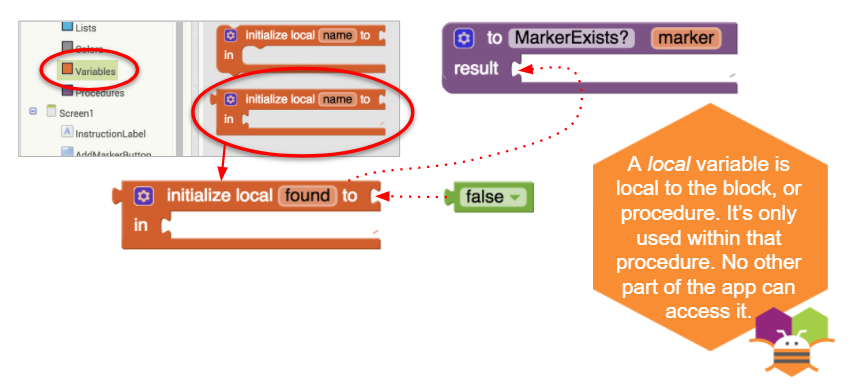 Lists
Colors
Variables
Procedures
Screen1
InstructionLabel
AddMarkerButton
initialize local name to
in
initialize local name to
in
to MarkerExists? marker
result
initialize local found to
in
false
A local variable is
local to the block, or
procedure. It’s only
used within that
procedure. No other
part of the app can
access it.